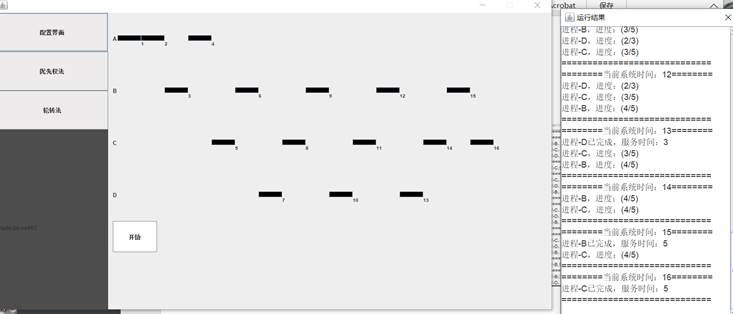 Acrobat
保存
配置界面
优先权法
轮转法
A
1
2
4
B
3
6
9
12
15
C
5
8
11
14
16
D
7
10
13
开始
运行结果
进程-B，进度：(3/5)
进程-D，进度：(2/3)
进程-C，进度：(3/5)
==============================
========当前系统时间：12========
进程-D，进度：(2/3)
进程-C，进度：(3/5)
进程-B，进度：(4/5)
==============================
========当前系统时间：13========
进程-D已完成，服务时间：3
进程-C，进度：(3/5)
进程-B，进度：(4/5)
==============================
========当前系统时间：14========
进程-B，进度：(4/5)
进程-C，进度：(4/5)
==============================
========当前系统时间：15========
进程-B已完成，服务时间：5
进程-C，进度：(4/5)
==============================
========当前系统时间：16========
进程-C已完成，服务时间：5
==============================